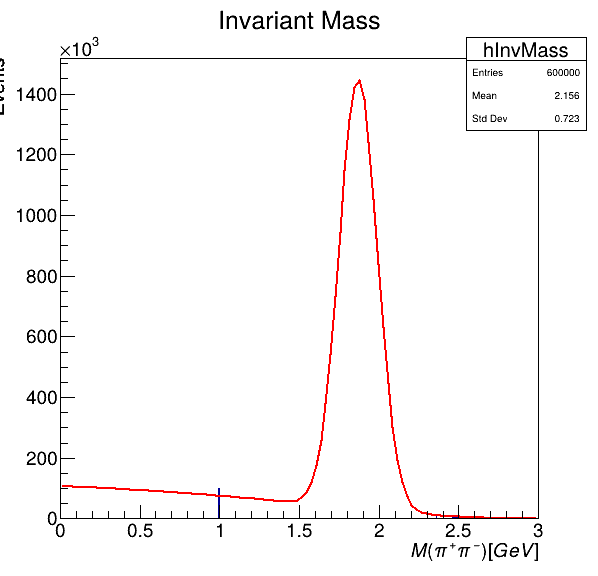 Invariant Mass
×10³
Events
hInvMass
Entries 600000
Mean 2.156
Std Dev 0.723
1400
1200
1000
800
600
400
200
0
0 0.5 1 1.5 2 2.5 3
M(π⁺π⁻)[GeV]